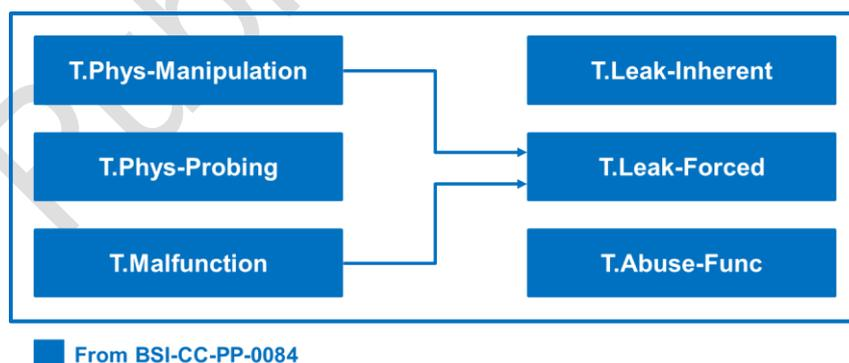 T.Phys-Manipulation
T.Leak-Inherent
T.Phys-Probing
T.Leak-Forced
T.Malfunction
T.Abuse-Func
From BSI-CC-PP-0084